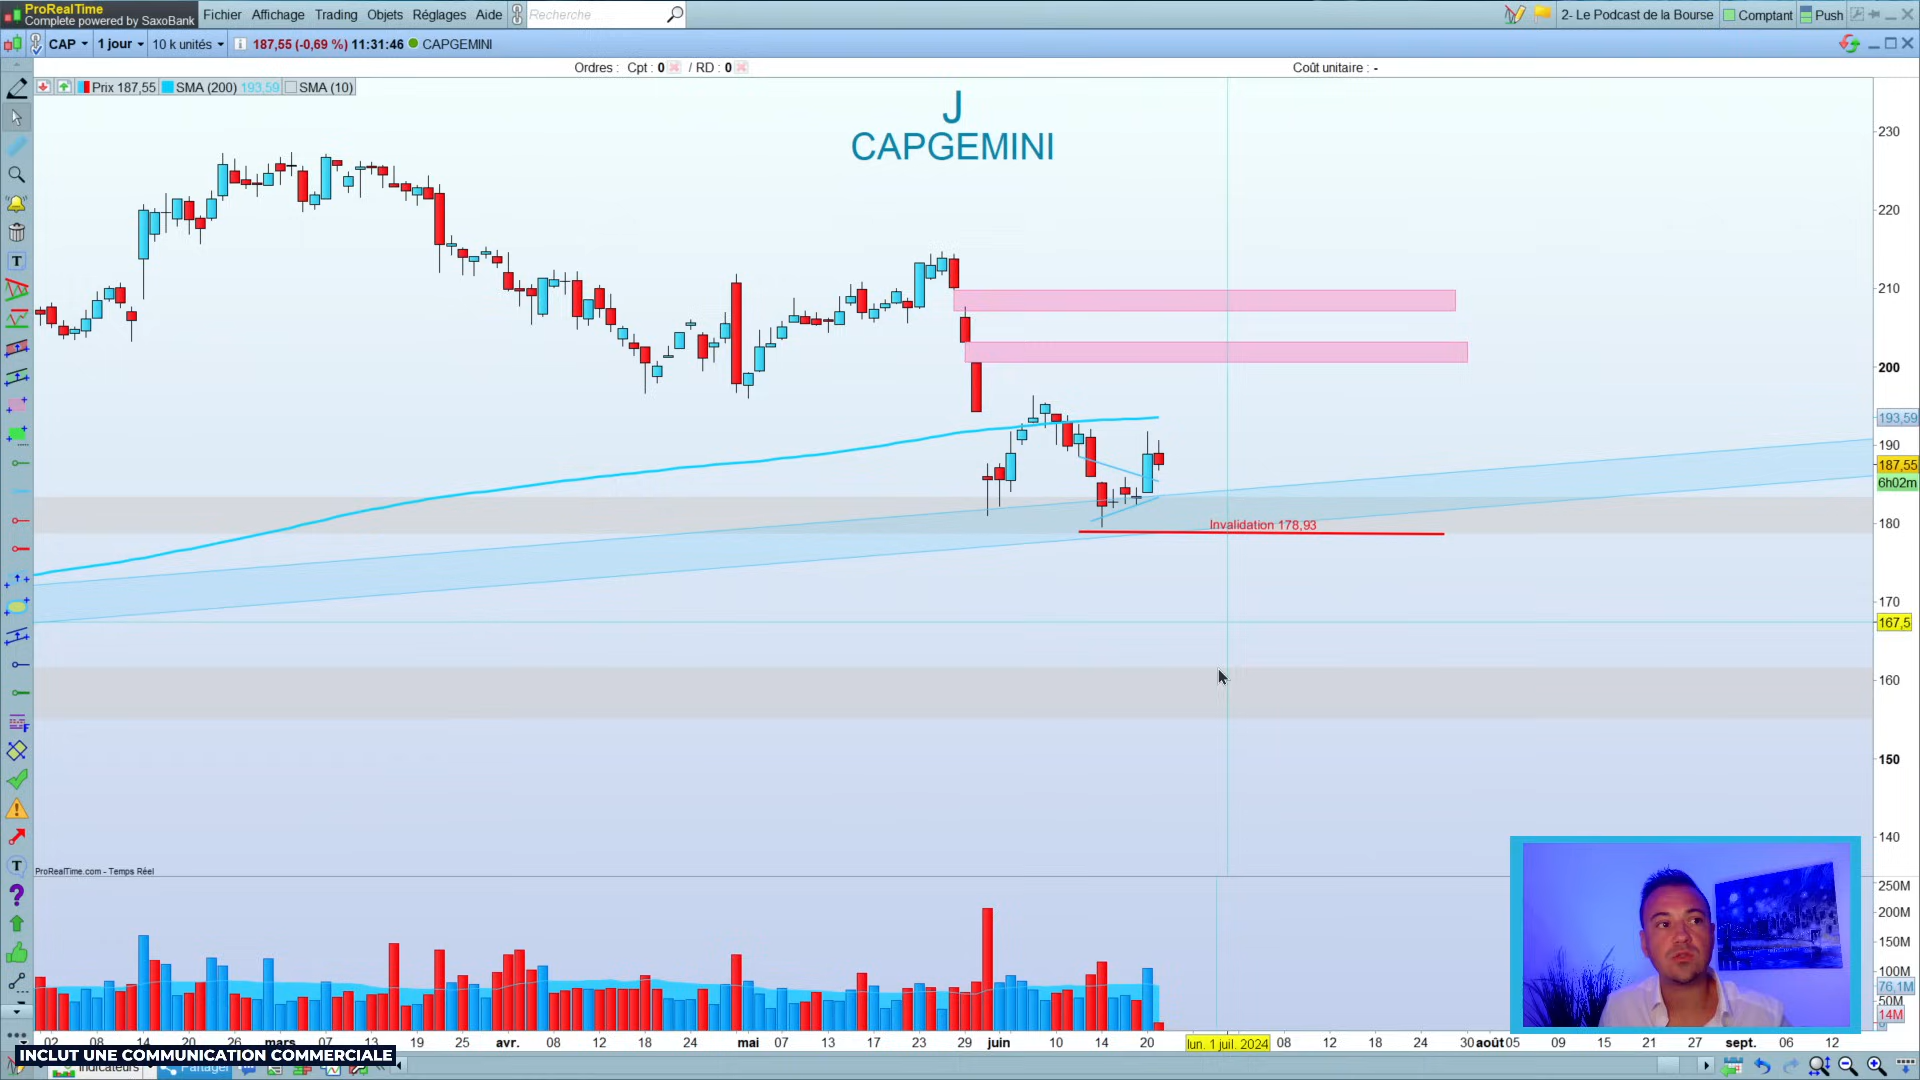 ProRealTime
Complete powered by SaxoBank
Fichier Affichage Trading Objets Réglages Aide Recherche... 2- Le Podcast de la Bourse Comptant Push
CAP 1 jour 10 k unités 187,55 (-0,69 %) 11:31:46 CAPGEMINI
Ordres : Cpt : 0 / RD : 0 Coût unitaire : -
Prix 187,55 SMA (200) 193,59 SMA (10)
J
CAPGEMINI
230
220
210
200
193,59
190
187,55
6h02m
180
Invalidation 178,93
170
167,5
160
150
140
ProRealTime.com - Temps Réel
250M
200M
150M
100M
76,1M
50M
14M
02 08 14 20 26 mars 08 13 19 25 avr. 08 12 18 24 mai 07 13 17 23 29 juin 10 14 20 lun. 1 juil. 2024 08 12 18 24 30 août 05 09 15 21 27 sept. 06 12
INCLUT UNE COMMUNICATION COMMERCIALE
Indicateurs Partager